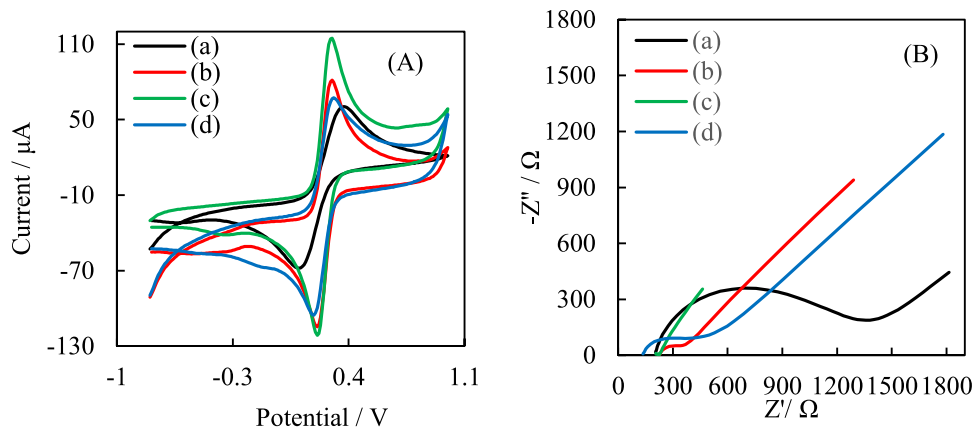 110
50
-10
-70
-130
Current / µA
(a)
(b)
(c)
(d)
(A)
-1
-0.3
0.4
1.1
Potential / V
1800
1500
1200
900
600
300
0
-Z" / Ω
(a)
(b)
(c)
(d)
(B)
0
300
600
900
1200
1500
1800
Z'/ Ω